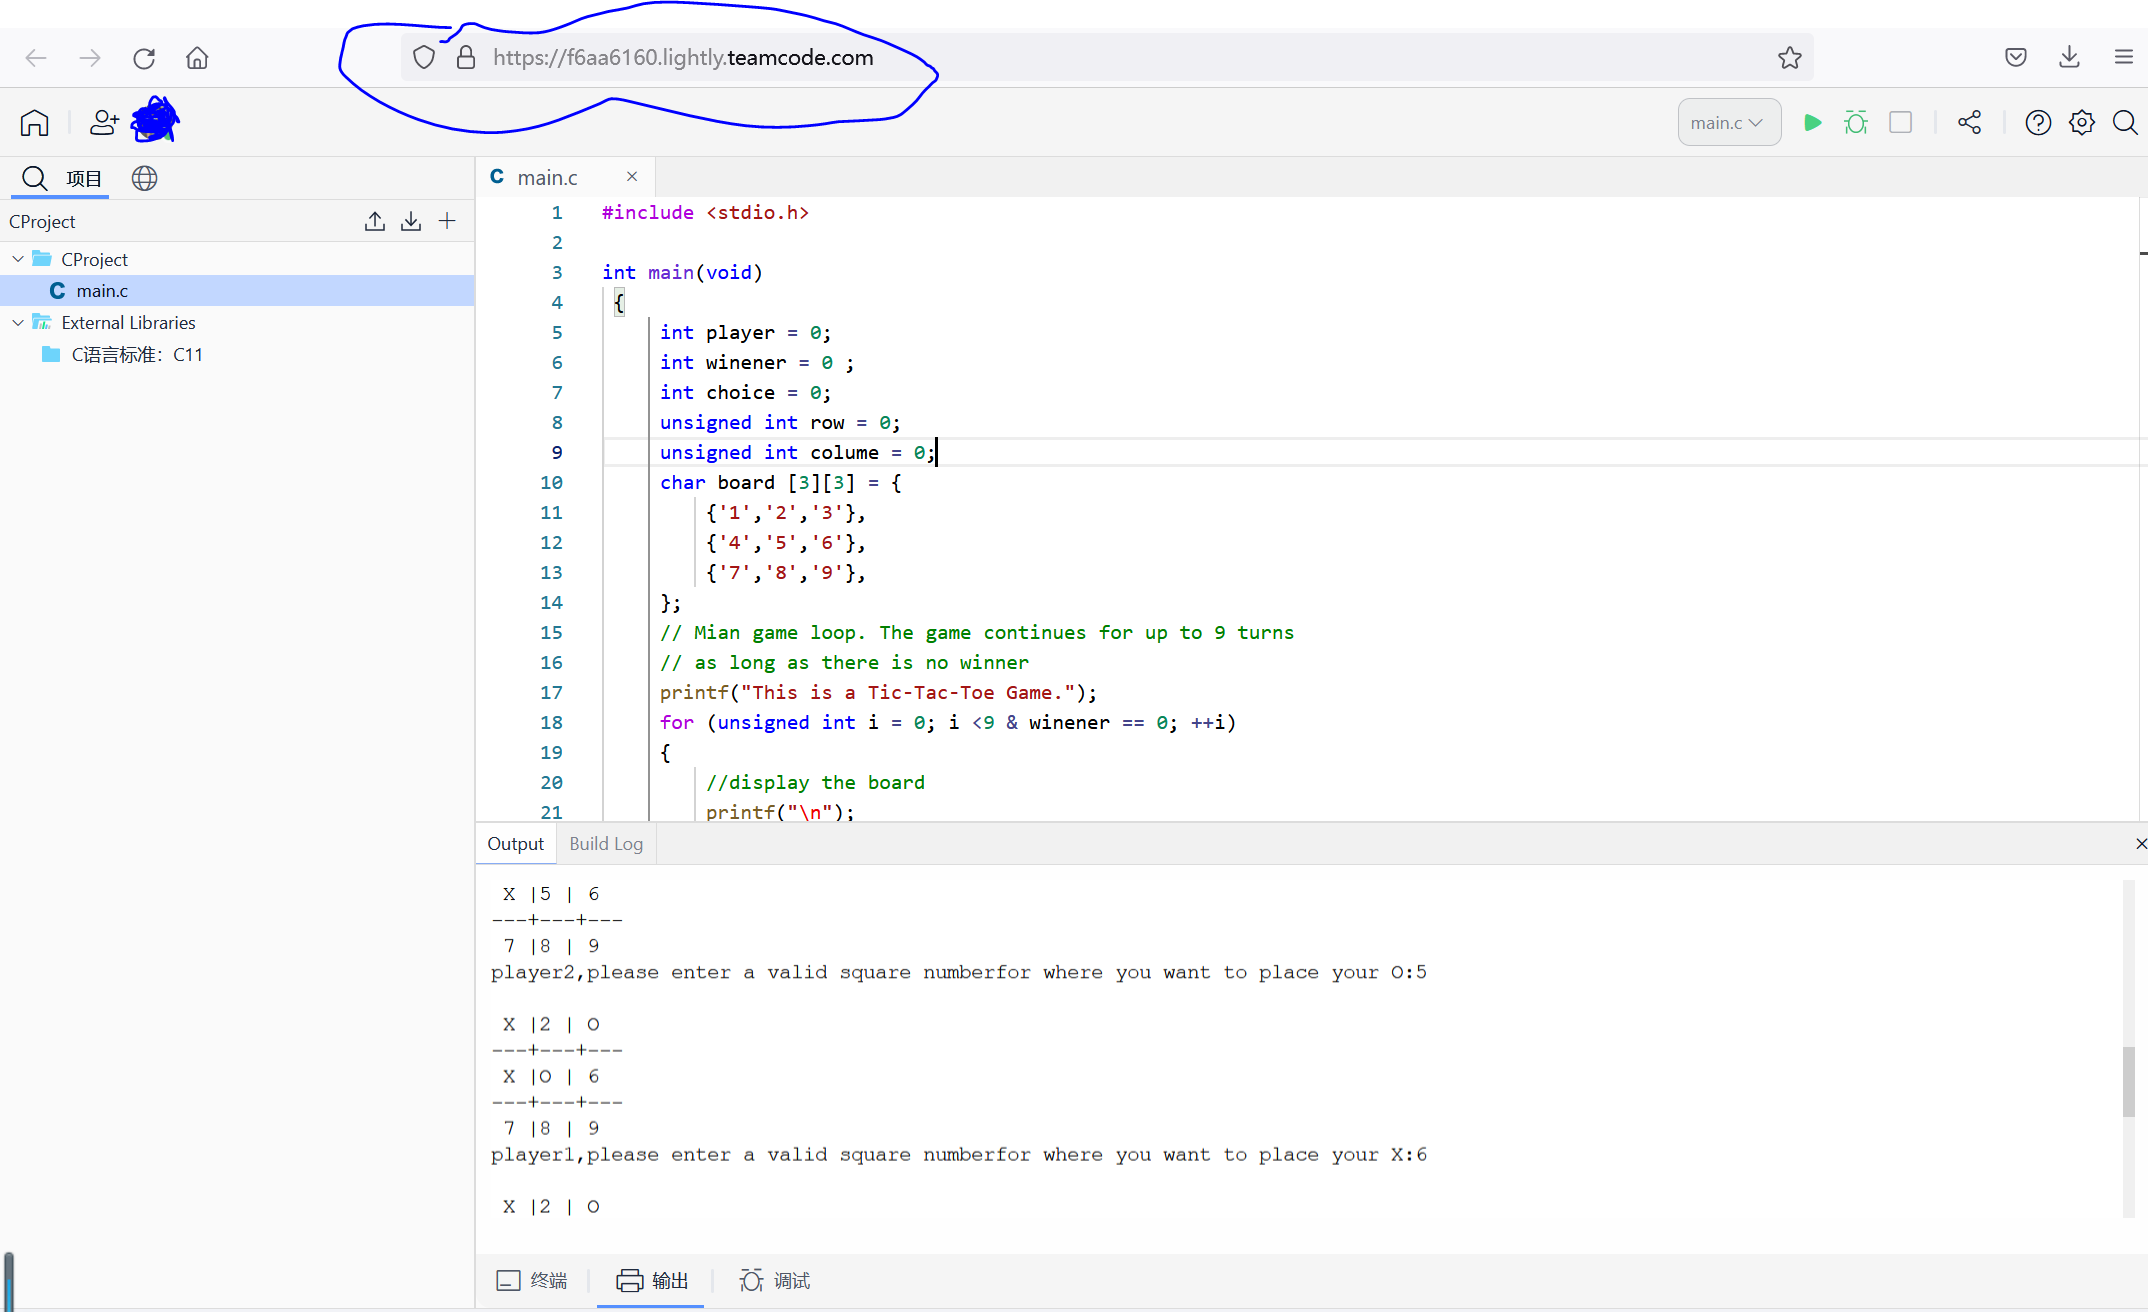 https://f6aa6160.lightly.teamcode.com
main.c
项目
CProject
CProject
main.c
External Libraries
C语言标准：C11
C main.c ×
1 #include <stdio.h>
2
3 int main(void)
4 {
5 int player = 0;
6 int winener = 0 ;
7 int choice = 0;
8 unsigned int row = 0;
9 unsigned int colume = 0;
10 char board [3][3] = {
11 {'1','2','3'},
12 {'4','5','6'},
13 {'7','8','9'},
14 };
15 // Mian game loop. The game continues for up to 9 turns
16 // as long as there is no winner
17 printf("This is a Tic-Tac-Toe Game.");
18 for (unsigned int i = 0; i <9 & winener == 0; ++i)
19 {
20 //display the board
21 printf("\n");
Output Build Log
X |5 | 6
---+---+---
7 |8 | 9
player2,please enter a valid square numberfor where you want to place your O:5
X |2 | O
---+---+---
X |O | 6
---+---+---
7 |8 | 9
player1,please enter a valid square numberfor where you want to place your X:6
X |2 | O
终端 输出 调试